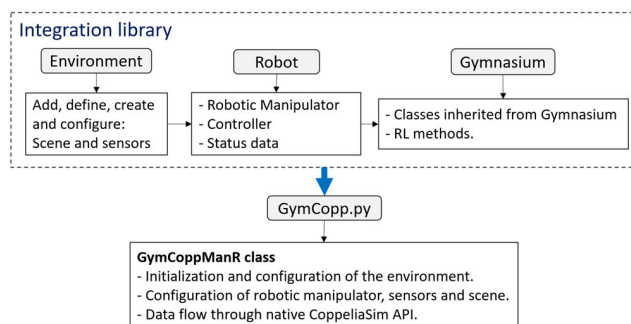 Integration library
Environment
Robot
Gymnasium
Add, define, create
and configure:
Scene and sensors
- Robotic Manipulator
- Controller
- Status data
- Classes inherited from Gymnasium
- RL methods.
GymCopp.py
GymCoppManR class
- Initialization and configuration of the environment.
- Configuration of robotic manipulator, sensors and scene.
- Data flow through native CoppeliaSim API.